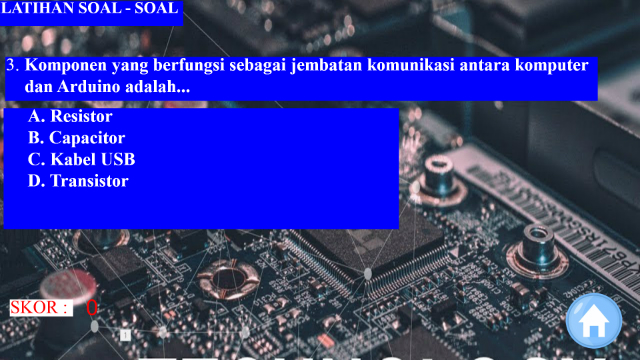 LATIHAN SOAL - SOAL
3. Komponen yang berfungsi sebagai jembatan komunikasi antara komputer
dan Arduino adalah...
A. Resistor
B. Capacitor
C. Kabel USB
D. Transistor
SKOR : 0
1